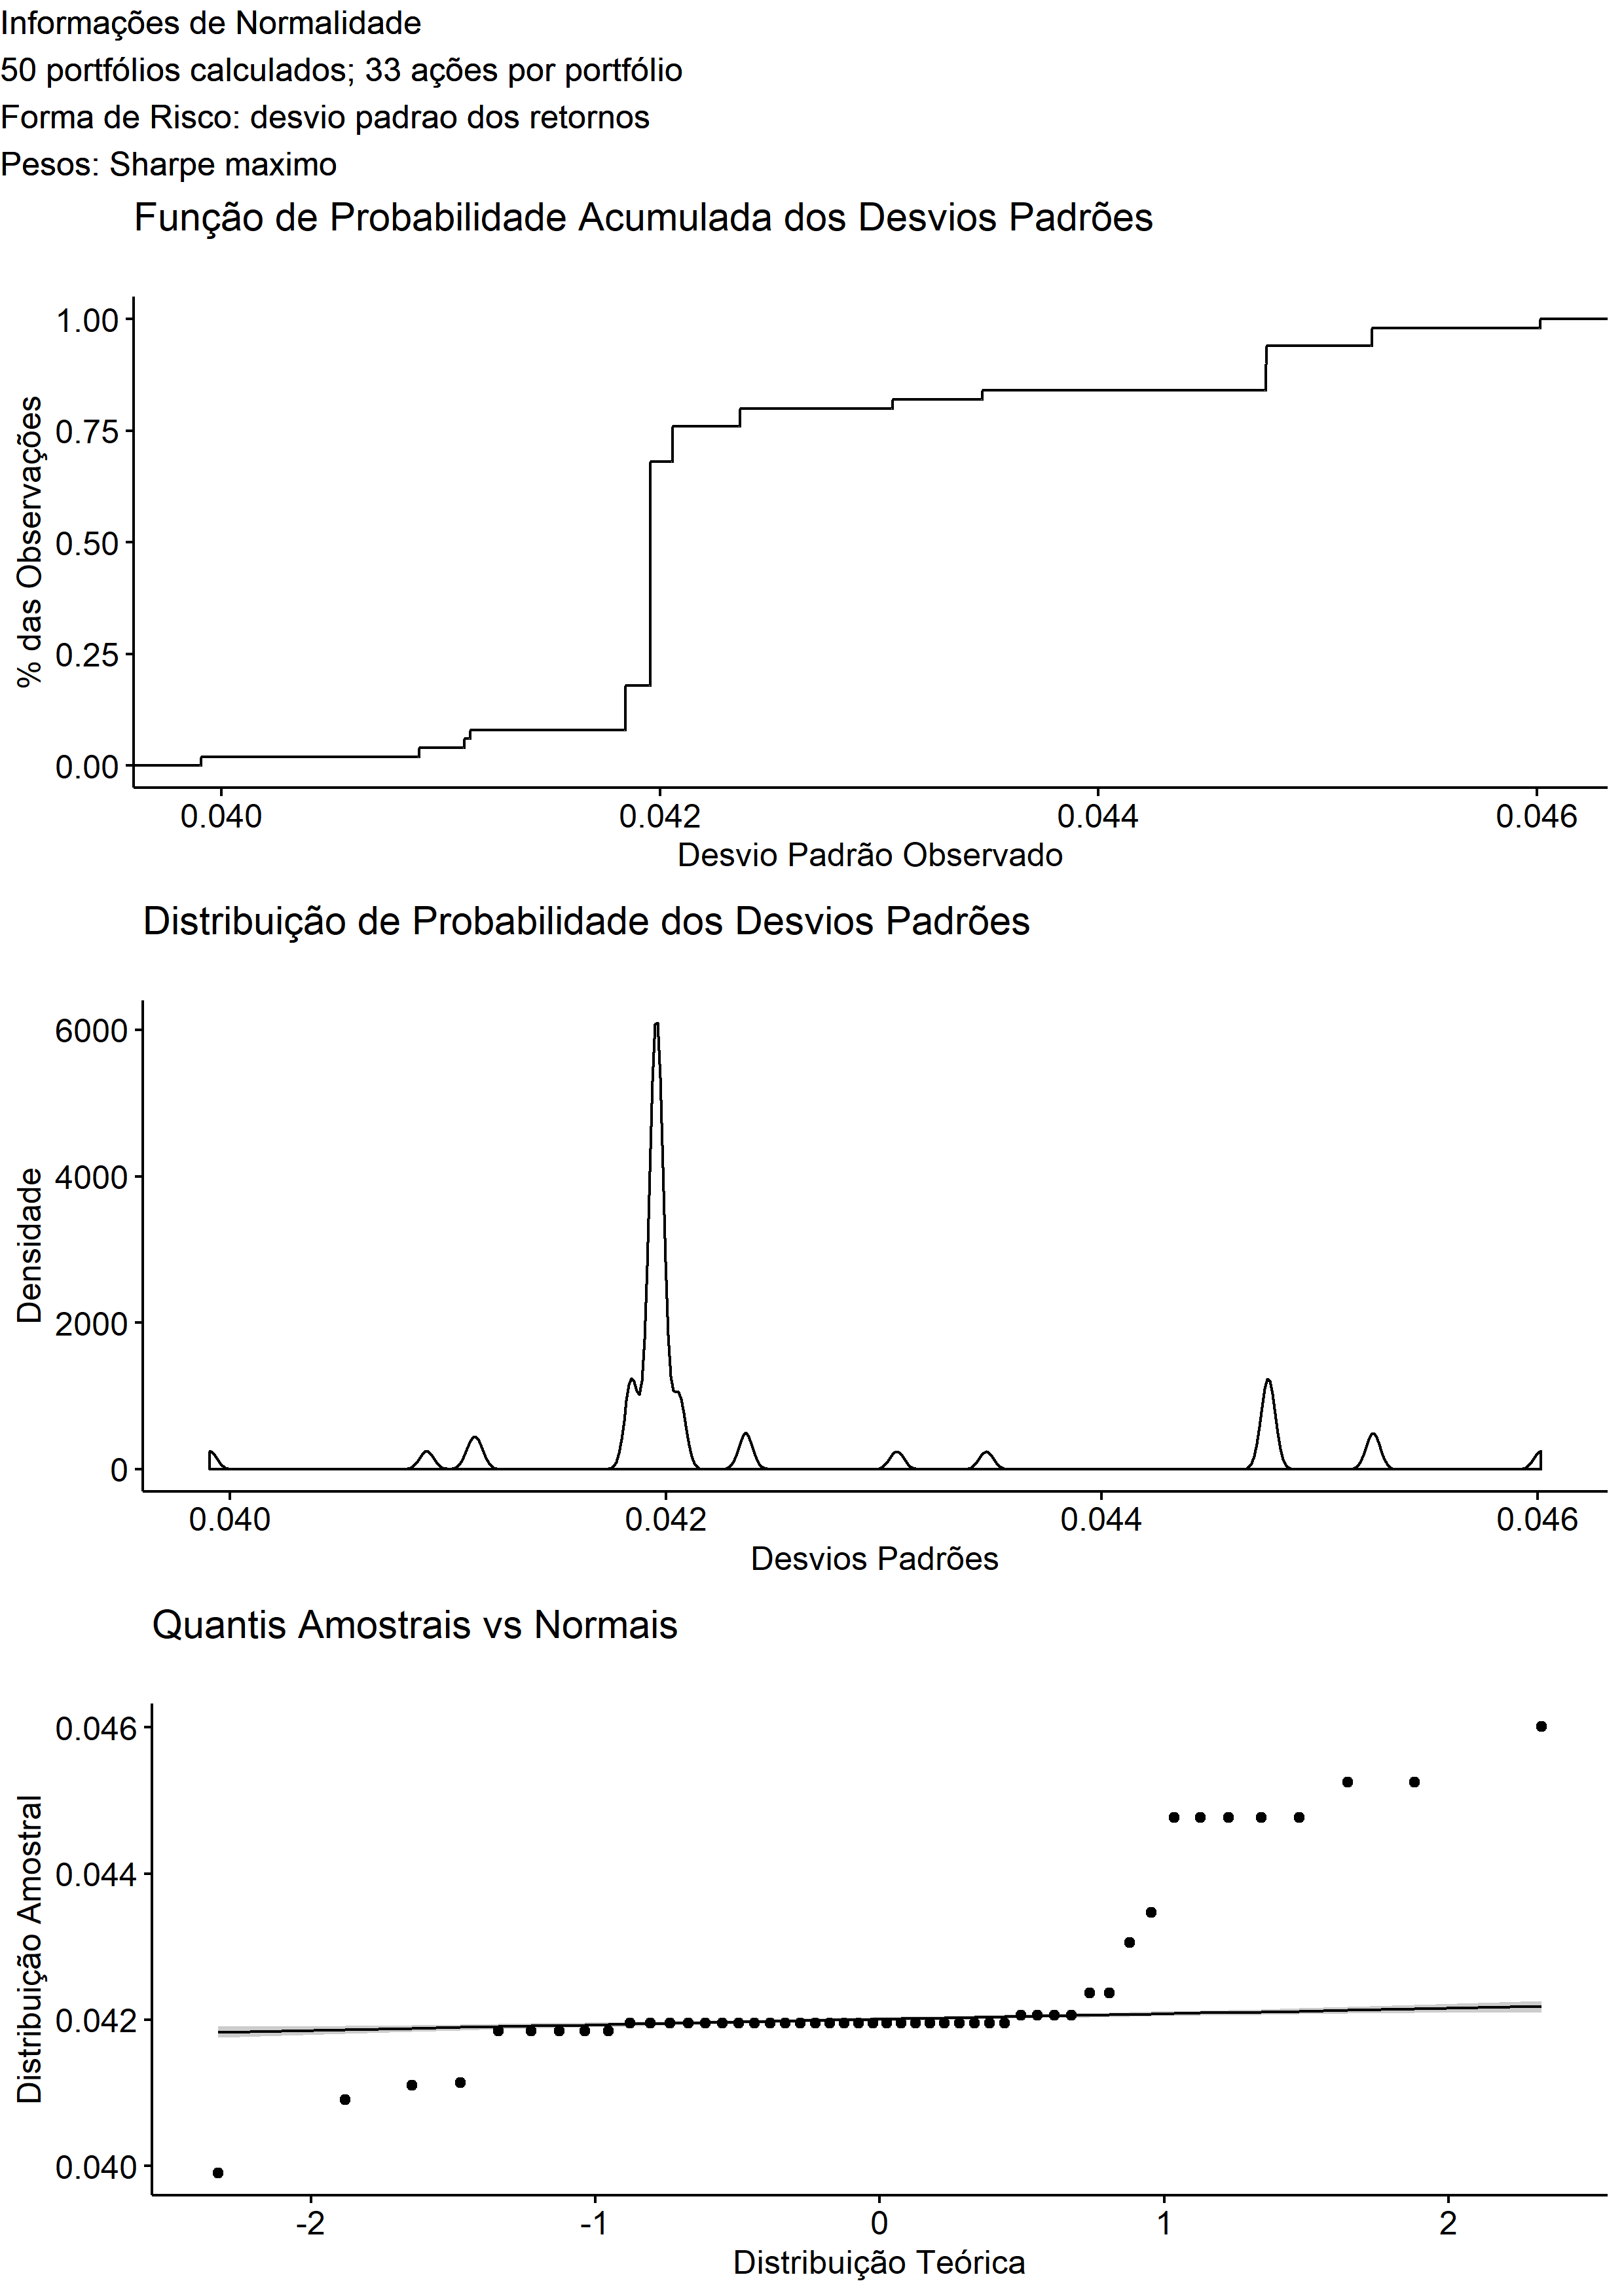 Informações de Normalidade
50 portfólios calculados; 33 ações por portfólio
Forma de Risco: desvio padrao dos retornos
Pesos: Sharpe maximo
Função de Probabilidade Acumulada dos Desvios Padrões
1.00
0.75
0.50
0.25
0.00
% das Observações
0.040 0.042 0.044 0.046
Desvio Padrão Observado
Distribuição de Probabilidade dos Desvios Padrões
6000
4000
2000
0
Densidade
0.040 0.042 0.044 0.046
Desvios Padrões
Quantis Amostrais vs Normais
0.046
0.044
0.042
0.040
Distribuição Amostral
-2 -1 0 1 2
Distribuição Teórica